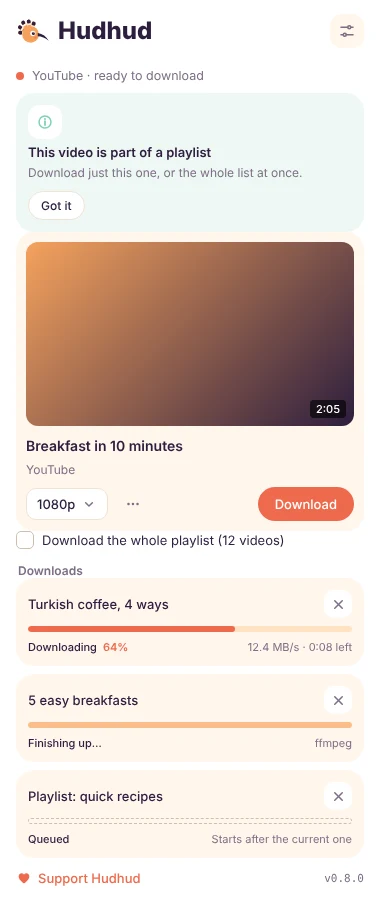 Hudhud
YouTube · ready to download
This video is part of a playlist
Download just this one, or the whole list at once.
Got it
2:05
Breakfast in 10 minutes
YouTube
1080p
Download
Download the whole playlist (12 videos)
Downloads
Turkish coffee, 4 ways
Downloading 64% 12.4 MB/s · 0:08 left
5 easy breakfasts
Finishing up... ffmpeg
Playlist: quick recipes
Queued Starts after the current one
Support Hudhud v0.8.0